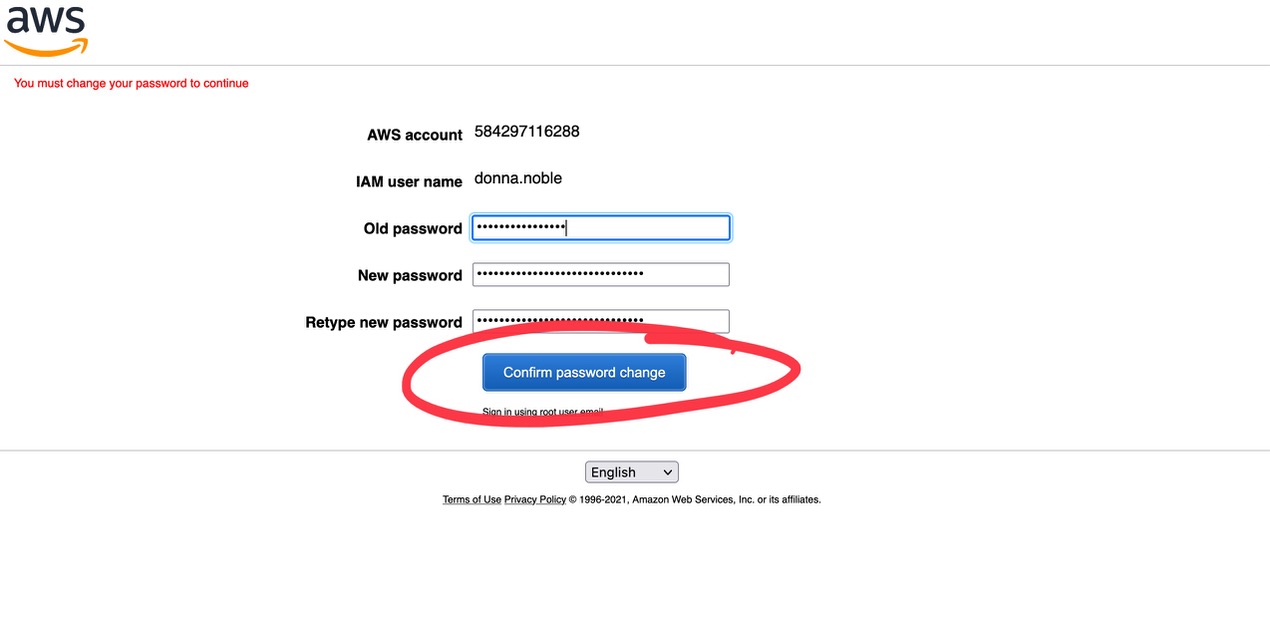 aws
You must change your password to continue
AWS account 584297116288
IAM user name donna.noble
Old password ••••••••••••••••
New password ••••••••••••••••••••••••••••••
Retype new password ••••••••••••••••••••••••••••••
Confirm password change
Sign in using root user email
English
Terms of Use Privacy Policy © 1996-2021, Amazon Web Services, Inc. or its affiliates.